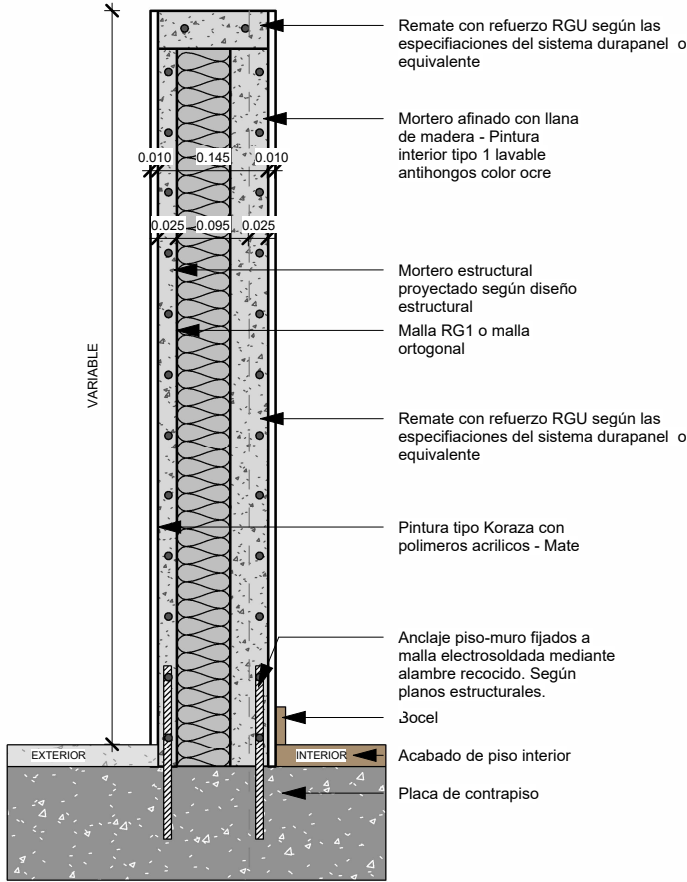 Remate con refuerzo RGU según las
especifiaciones del sistema durapanel o
equivalente
Mortero afinado con llana
de madera - Pintura
interior tipo 1 lavable
antihongos color ocre
0.010 0.145 0.010
0.025 0.095 0.025
Mortero estructural
proyectado según diseño
estructural
Malla RG1 o malla
ortogonal
VARIABLE
Remate con refuerzo RGU según las
especifiaciones del sistema durapanel o
equivalente
Pintura tipo Koraza con
polimeros acrilicos - Mate
Anclaje piso-muro fijados a
malla electrosoldada mediante
alambre recocido. Según
planos estructurales.
Bocel
EXTERIOR
INTERIOR
Acabado de piso interior
Placa de contrapiso